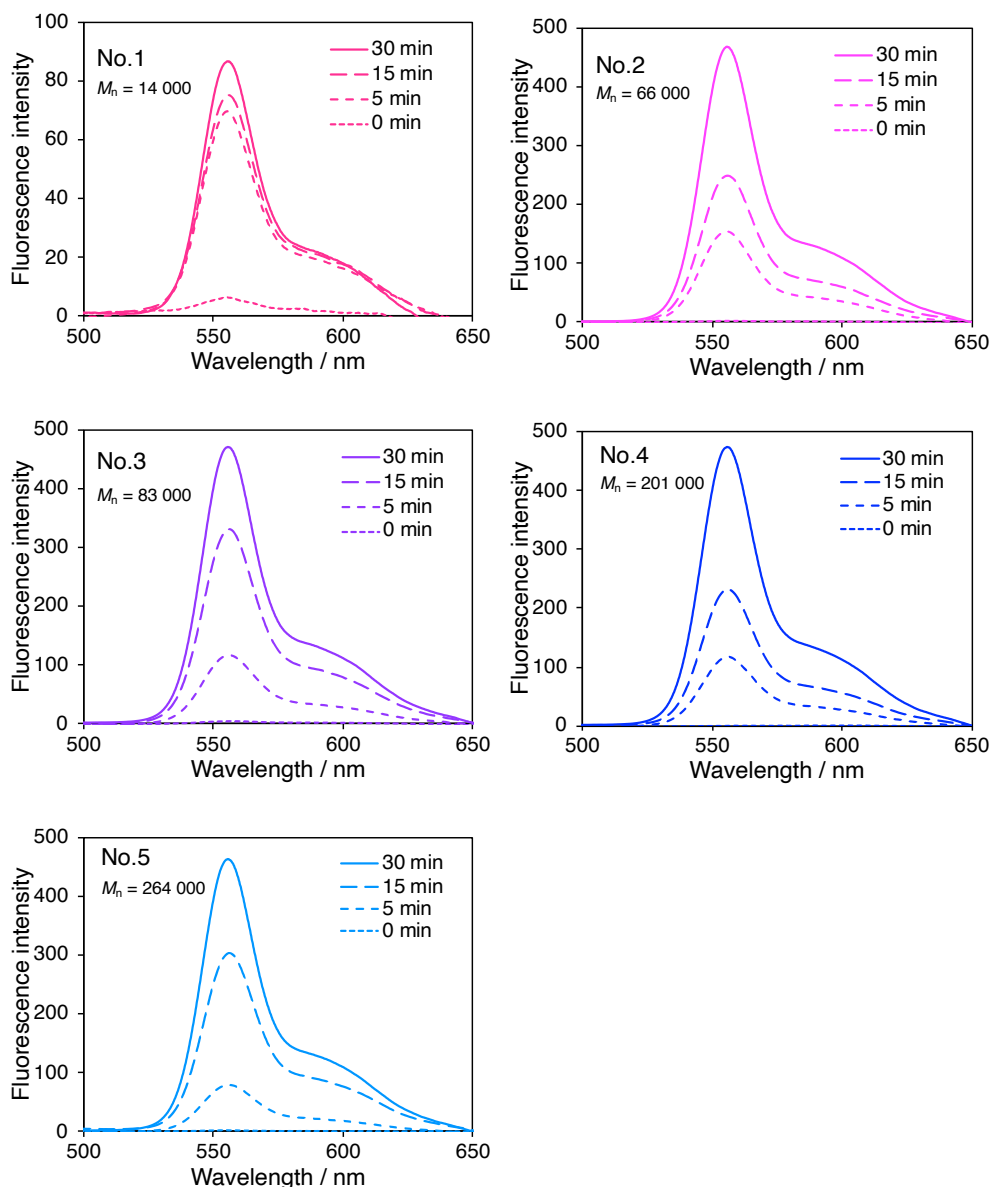 No.1
Mn = 14 000
30 min
15 min
5 min
0 min
Fluorescence intensity
100
80
60
40
20
0
500
550
600
650
Wavelength / nm
No.2
Mn = 66 000
30 min
15 min
5 min
0 min
Fluorescence intensity
500
400
300
200
100
0
500
550
600
650
Wavelength / nm
No.3
Mn = 83 000
30 min
15 min
5 min
0 min
Fluorescence intensity
500
400
300
200
100
0
500
550
600
650
Wavelength / nm
No.4
Mn = 201 000
30 min
15 min
5 min
0 min
Fluorescence intensity
500
400
300
200
100
0
500
550
600
650
Wavelength / nm
No.5
Mn = 264 000
30 min
15 min
5 min
0 min
Fluorescence intensity
500
400
300
200
100
0
500
550
600
650
Wavelength / nm